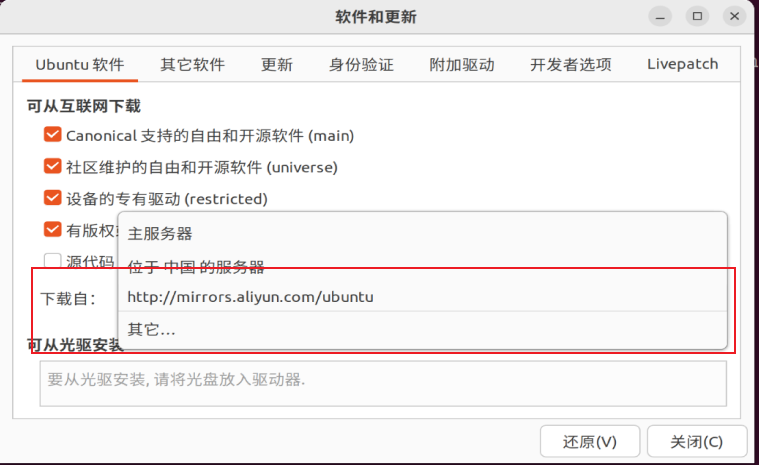 软件和更新
Ubuntu 软件 其它软件 更新 身份验证 附加驱动 开发者选项 Livepatch
可从互联网下载
Canonical 支持的自由和开源软件 (main)
社区维护的自由和开源软件 (universe)
设备的专有驱动 (restricted)
有版权
主服务器
源代码
位于 中国 的服务器
下载自：
http://mirrors.aliyun.com/ubuntu
其它...
可从光驱安装
要从光驱安装, 请将光盘放入驱动器.
还原(V) 关闭(C)